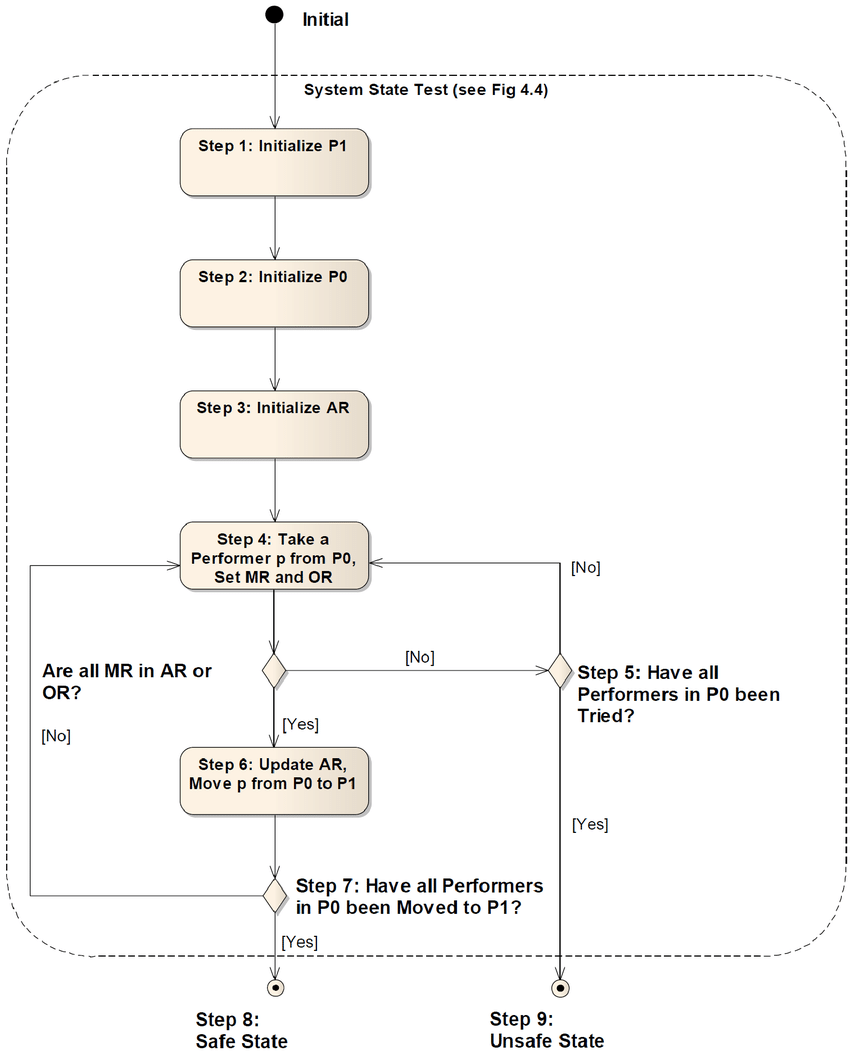 Initial
System State Test (see Fig 4.4)
Step 1: Initialize P1
Step 2: Initialize P0
Step 3: Initialize AR
Step 4: Take a
Performer p from P0,
Set MR and OR
[No]
Are all MR in AR or
OR?
[No]
Step 5: Have all
Performers in P0 been
Tried?
[Yes]
[No]
Step 6: Update AR,
Move p from P0 to P1
[Yes]
Step 7: Have all Performers
in P0 been Moved to P1?
[Yes]
Step 8:
Safe State
Step 9:
Unsafe State